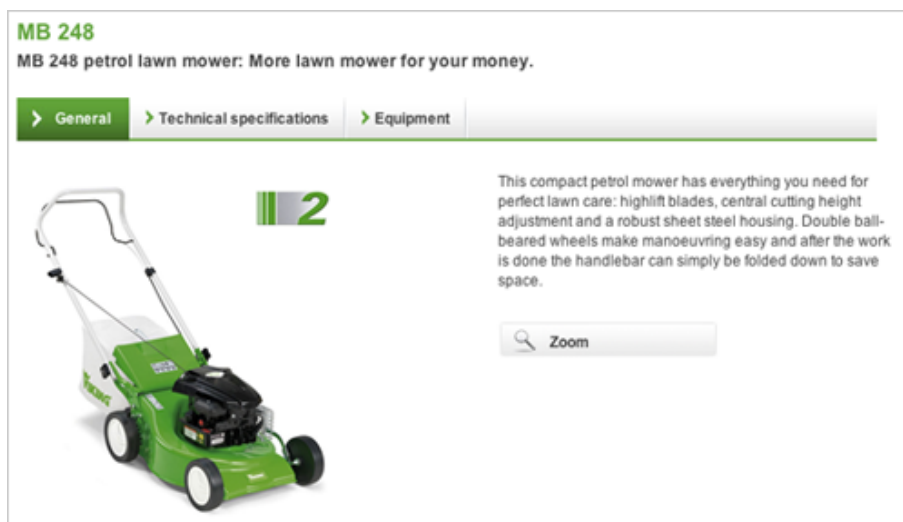 MB 248
MB 248 petrol lawn mower: More lawn mower for your money.
General
Technical specifications
Equipment
2
This compact petrol mower has everything you need for
perfect lawn care: highlift blades, central cutting height
adjustment and a robust sheet steel housing. Double ball-
beared wheels make manoeuvring easy and after the work
is done the handlebar can simply be folded down to save
space.
Zoom
VIKING